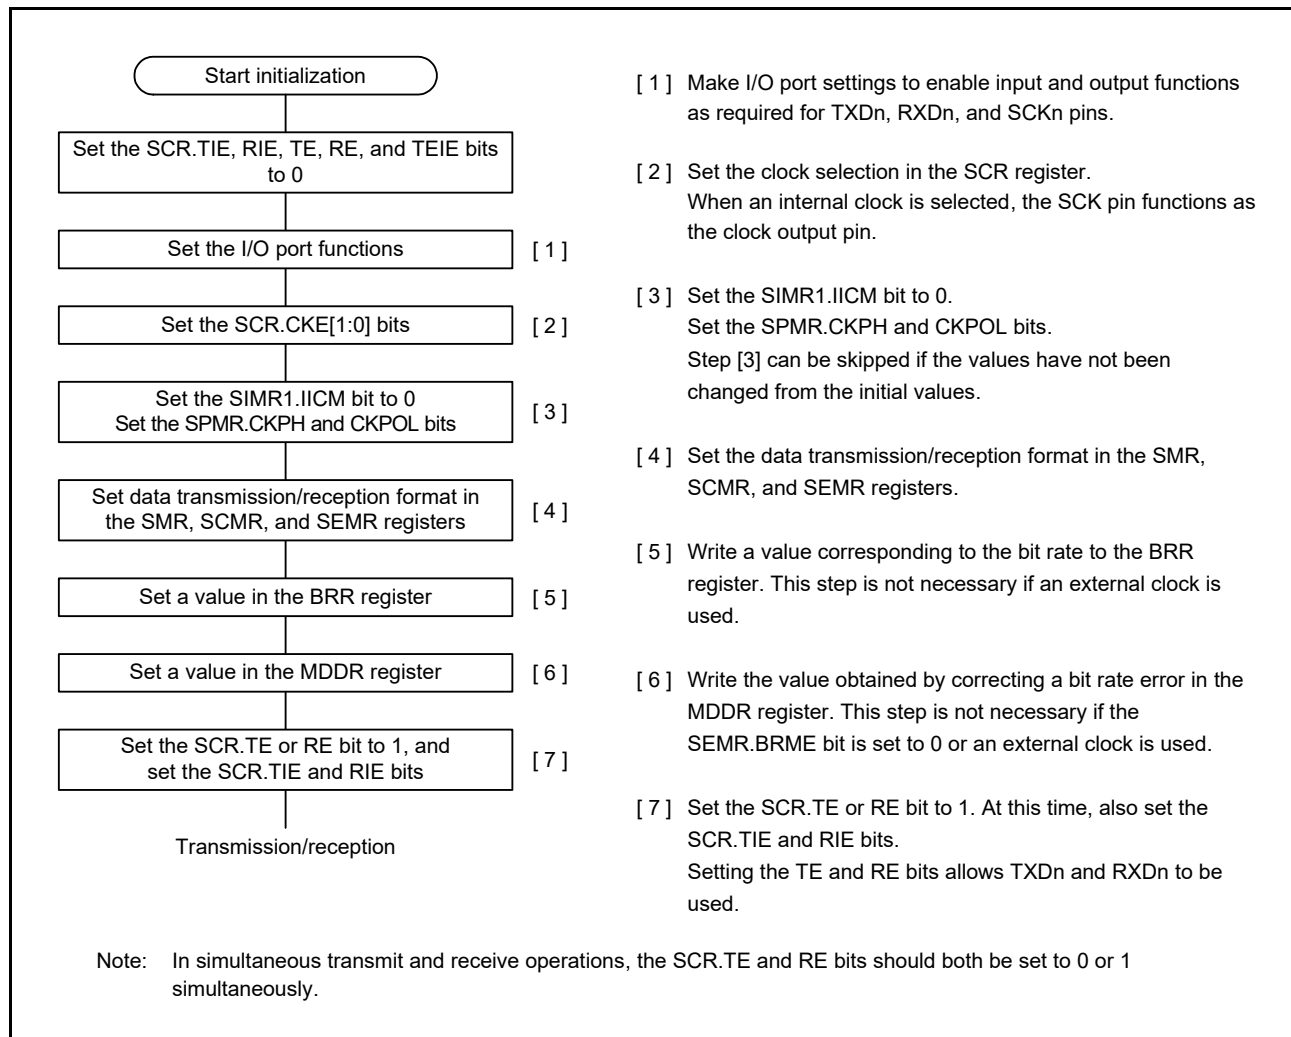 Start initialization
Set the SCR.TIE, RIE, TE, RE, and TEIE bits
to 0
Set the I/O port functions
[ 1 ]
Set the SCR.CKE[1:0] bits
[ 2 ]
Set the SIMR1.IICM bit to 0
Set the SPMR.CKPH and CKPOL bits
[ 3 ]
Set data transmission/reception format in
the SMR, SCMR, and SEMR registers
[ 4 ]
Set a value in the BRR register
[ 5 ]
Set a value in the MDDR register
[ 6 ]
Set the SCR.TE or RE bit to 1, and
set the SCR.TIE and RIE bits
[ 7 ]
Transmission/reception
[ 1 ] Make I/O port settings to enable input and output functions
as required for TXDn, RXDn, and SCKn pins.
[ 2 ] Set the clock selection in the SCR register.
When an internal clock is selected, the SCK pin functions as
the clock output pin.
[ 3 ] Set the SIMR1.IICM bit to 0.
Set the SPMR.CKPH and CKPOL bits.
Step [3] can be skipped if the values have not been
changed from the initial values.
[ 4 ] Set the data transmission/reception format in the SMR,
SCMR, and SEMR registers.
[ 5 ] Write a value corresponding to the bit rate to the BRR
register. This step is not necessary if an external clock is
used.
[ 6 ] Write the value obtained by correcting a bit rate error in the
MDDR register. This step is not necessary if the
SEMR.BRME bit is set to 0 or an external clock is used.
[ 7 ] Set the SCR.TE or RE bit to 1. At this time, also set the
SCR.TIE and RIE bits.
Setting the TE and RE bits allows TXDn and RXDn to be
used.
Note: In simultaneous transmit and receive operations, the SCR.TE and RE bits should both be set to 0 or 1
simultaneously.